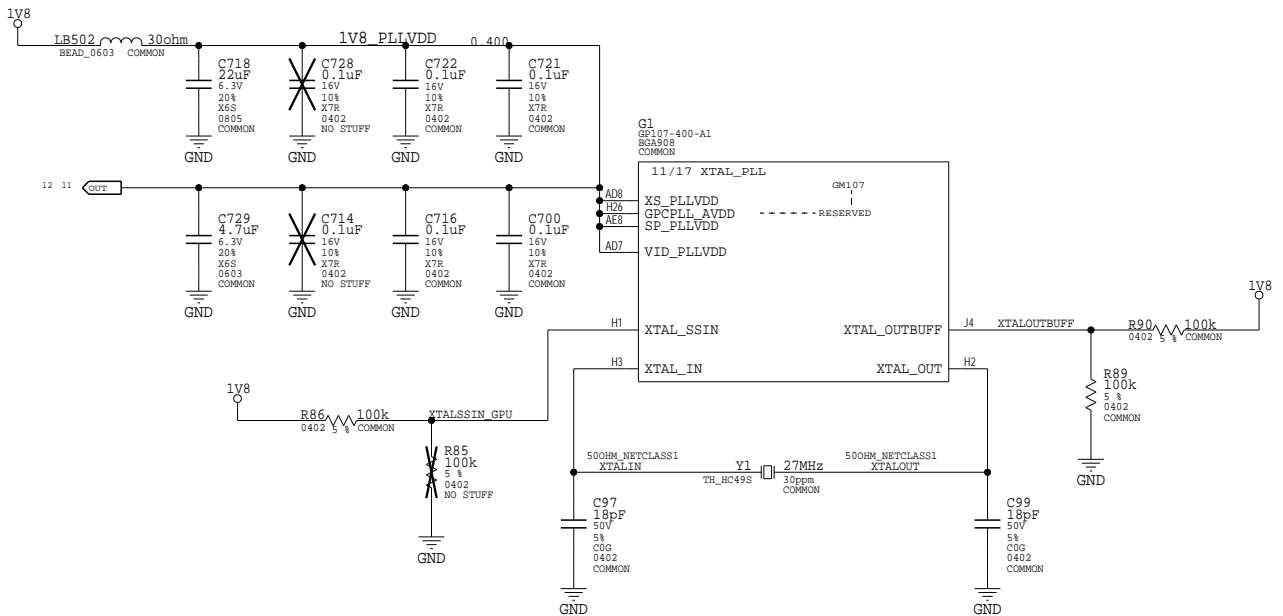 1V8
LB502 30ohm
BEAD_0603 COMMON
1V8_PLLVDD 0.400
C718
22uF
6.3V
20%
X6S
0805
COMMON
GND
C728
0.1uF
16V
10%
X7R
0402
NO STUFF
GND
C722
0.1uF
16V
10%
X7R
0402
COMMON
GND
C721
0.1uF
16V
10%
X7R
0402
COMMON
GND
12 11 OUT
C729
4.7uF
6.3V
20%
X6S
0603
COMMON
GND
C714
0.1uF
16V
10%
X7R
0402
NO STUFF
GND
C716
0.1uF
16V
10%
X7R
0402
COMMON
GND
C700
0.1uF
16V
10%
X7R
0402
COMMON
GND
G1
GP107-400-A1
BGA908
COMMON
11/17 XTAL_PLL
GM107
RESERVED
AD8 XS_PLLVDD
H26 GPCPLL_AVDD
AE8 SP_PLLVDD
AD7 VID_PLLVDD
H1 XTAL_SSIN
H3 XTAL_IN
XTAL_OUTBUFF J4 XTALOUTBUFF
XTAL_OUT H2
1V8
R90 100k
0402 5 % COMMON
R89
100k
5 %
0402
COMMON
GND
1V8
R86 100k
0402 5 % COMMON
XTALSSIN_GPU
R85
100k
5 %
0402
NO STUFF
GND
50OHM_NETCLASS1
XTALIN
Y1 27MHz
TH_HC49S 30ppm
COMMON
50OHM_NETCLASS1
XTALOUT
C97
18pF
50V
5%
C0G
0402
COMMON
GND
C99
18pF
50V
5%
C0G
0402
COMMON
GND